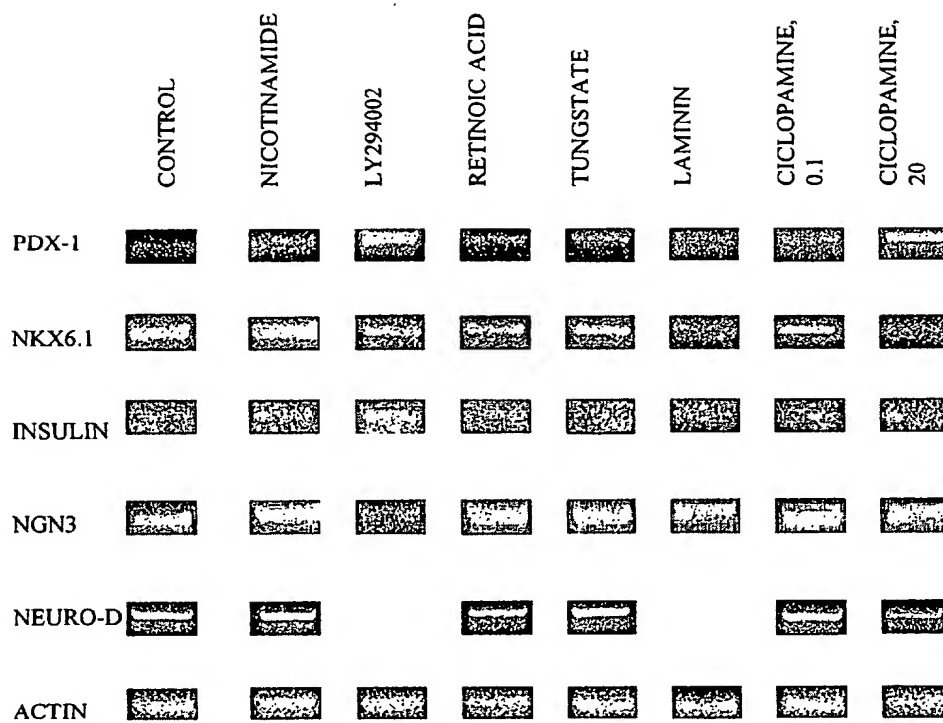 CONTROL
NICOTINAMIDE
LY294002
RETINOIC ACID
TUNGSTATE
LAMININ
CICLOPAMINE,
0.1
CICLOPAMINE,
20
PDX-1
NKX6.1
INSULIN
NGN3
NEURO-D
ACTIN